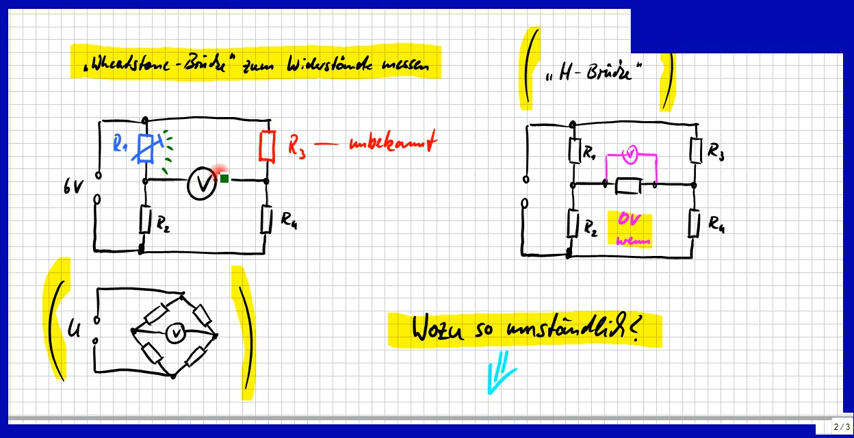 „Wheatstone-Brücke" zum Widerstände messen
„H-Brücke"
R₁
R₃ — unbekannt
6V
V
R₂
R₄
R₁
V
R₃
R₂
0V
wenn
R₄
U
V
Wozu so umständlich?
2 / 3